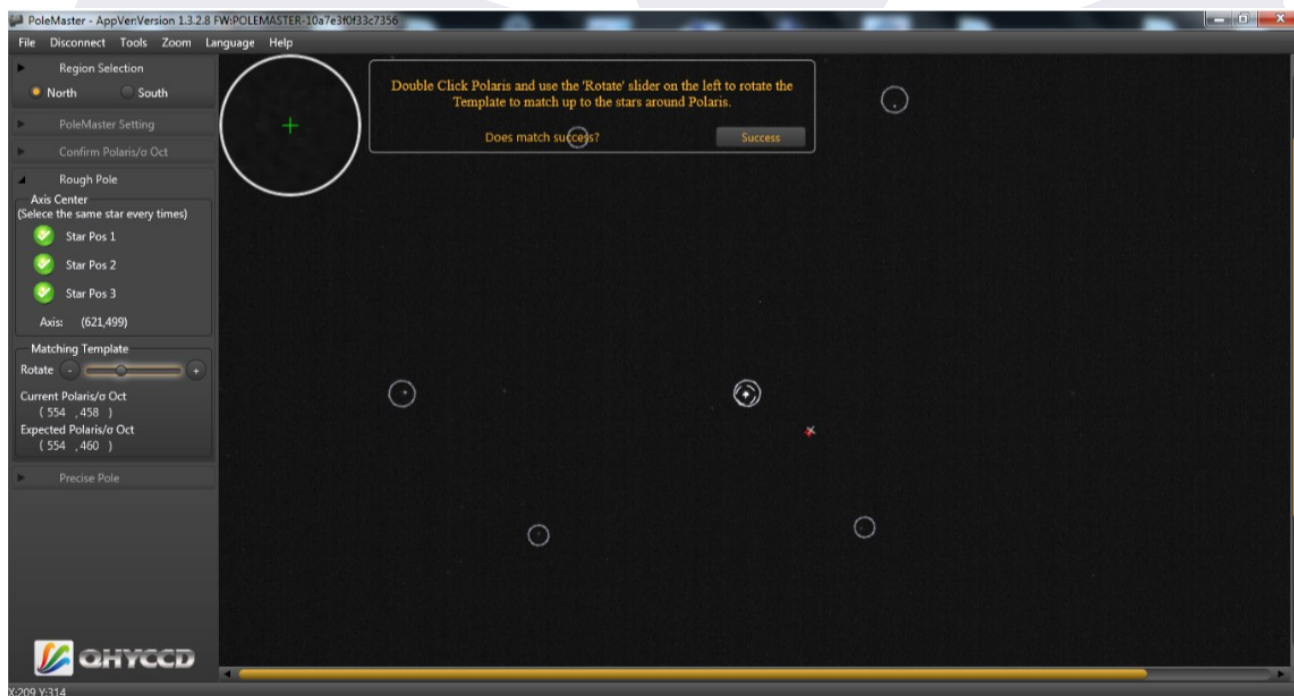 PoleMaster - AppVer:Version 1.3.2.8 FW:POLEMASTER-10a7e3f0f33c7356
File Disconnect Tools Zoom Language Help
Region Selection
North South
PoleMaster Setting
Confirm Polaris/σ Oct
Rough Pole
Axis Center
(Selece the same star every times)
Star Pos 1
Star Pos 2
Star Pos 3
Axis: (621,499)
Matching Template
Rotate - +
Current Polaris/σ Oct
( 554 ,458 )
Expected Polaris/σ Oct
( 554 ,460 )
Precise Pole
QHYCCD
X:209 Y:314
Double Click Polaris and use the 'Rotate' slider on the left to rotate the
Template to match up to the stars around Polaris.
Does match success? Success